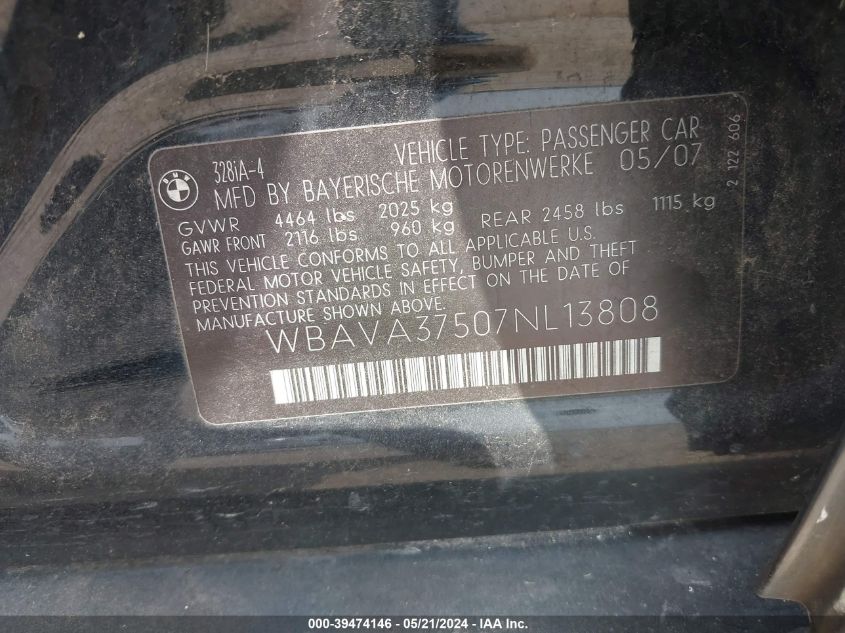 BMW
328iA-4 VEHICLE TYPE: PASSENGER CAR
MFD BY BAYERISCHE MOTORENWERKE 05/07
GVWR 4464 lbs 2025 kg
GAWR FRONT 2116 lbs 960 kg REAR 2458 lbs 1115 kg
THIS VEHICLE CONFORMS TO ALL APPLICABLE U.S.
FEDERAL MOTOR VEHICLE SAFETY, BUMPER AND THEFT
PREVENTION STANDARDS IN EFFECT ON THE DATE OF
MANUFACTURE SHOWN ABOVE.
WBAVA37507NL13808
2 122 606
000-39474146 - 05/21/2024 - IAA Inc.